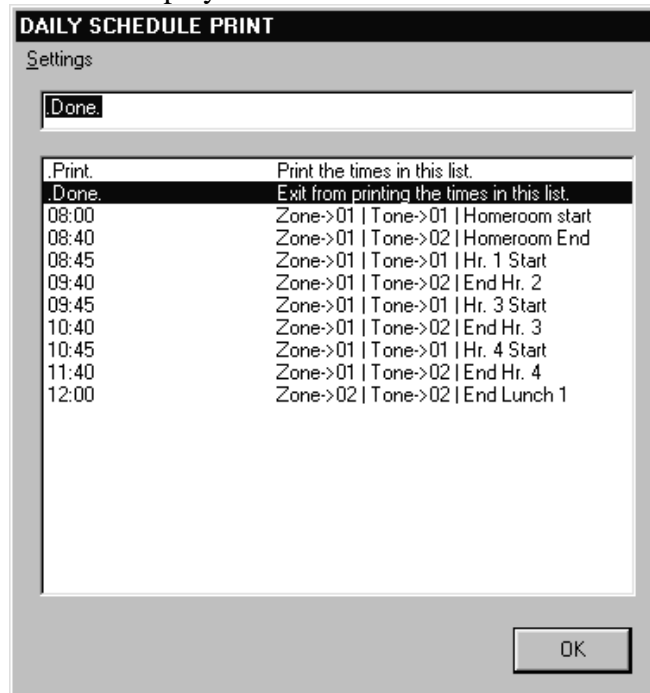 DAILY SCHEDULE PRINT
Settings
.Done.
.Print. Print the times in this list.
.Done. Exit from printing the times in this list.
08:00 Zone->01 | Tone->01 | Homeroom start
08:40 Zone->01 | Tone->02 | Homeroom End
08:45 Zone->01 | Tone->01 | Hr. 1 Start
09:40 Zone->01 | Tone->02 | End Hr. 2
09:45 Zone->01 | Tone->01 | Hr. 3 Start
10:40 Zone->01 | Tone->02 | End Hr. 3
10:45 Zone->01 | Tone->01 | Hr. 4 Start
11:40 Zone->01 | Tone->02 | End Hr. 4
12:00 Zone->02 | Tone->02 | End Lunch 1
OK